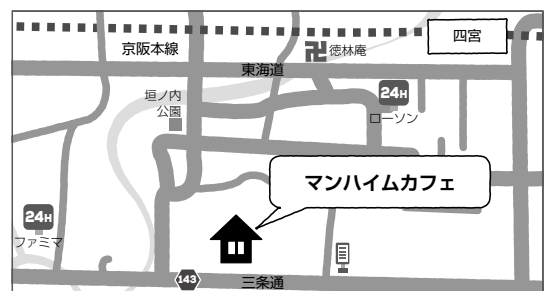 四宮
京阪本線
徳林庵
東海道
垣ノ内
公園
24H
ローソン
マンハイムカフェ
24H
ファミマ
143
三条通